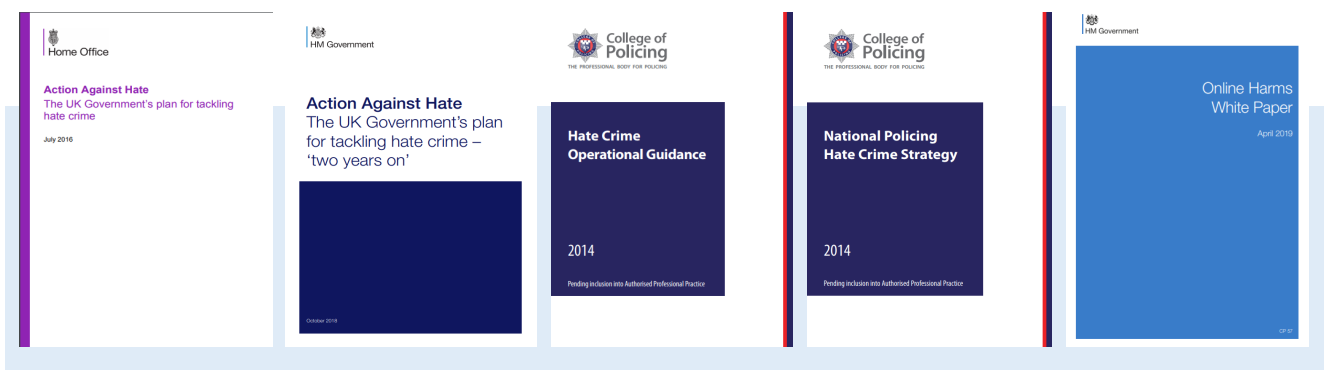 Home Office
Action Against Hate
The UK Government's plan for tackling
hate crime
July 2016
HM Government
Action Against Hate
The UK Government's plan
for tackling hate crime –
'two years on'
October 2018
College of
Policing
THE PROFESSIONAL BODY FOR POLICING
Hate Crime
Operational Guidance
2014
Pending inclusion into Authorised Professional Practice
College of
Policing
THE PROFESSIONAL BODY FOR POLICING
National Policing
Hate Crime Strategy
2014
Pending inclusion into Authorised Professional Practice
HM Government
Online Harms
White Paper
April 2019
CP 57